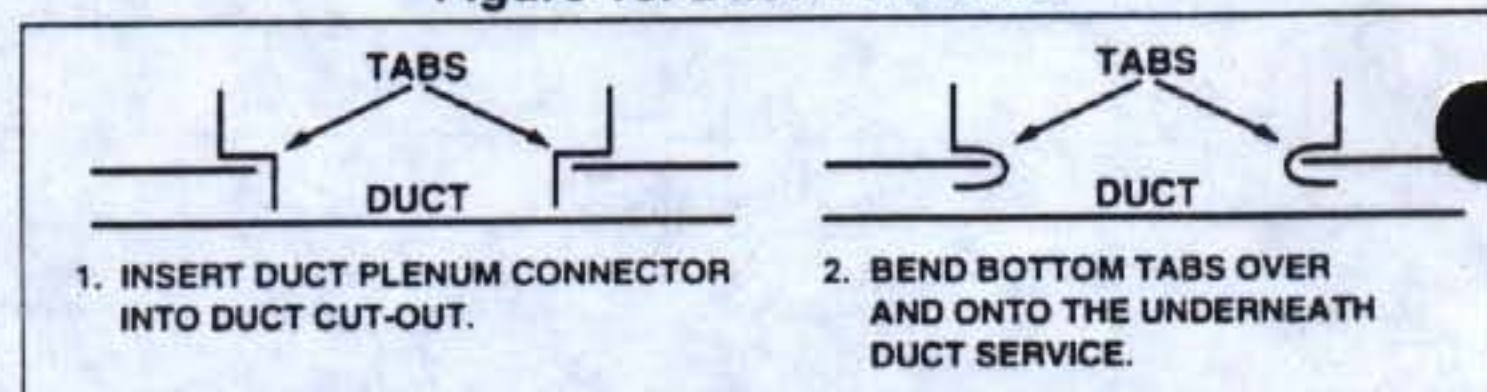 TABS
DUCT
1. INSERT DUCT PLENUM CONNECTOR
INTO DUCT CUT-OUT.
TABS
DUCT
2. BEND BOTTOM TABS OVER
AND ONTO THE UNDERNEATH
DUCT SERVICE.